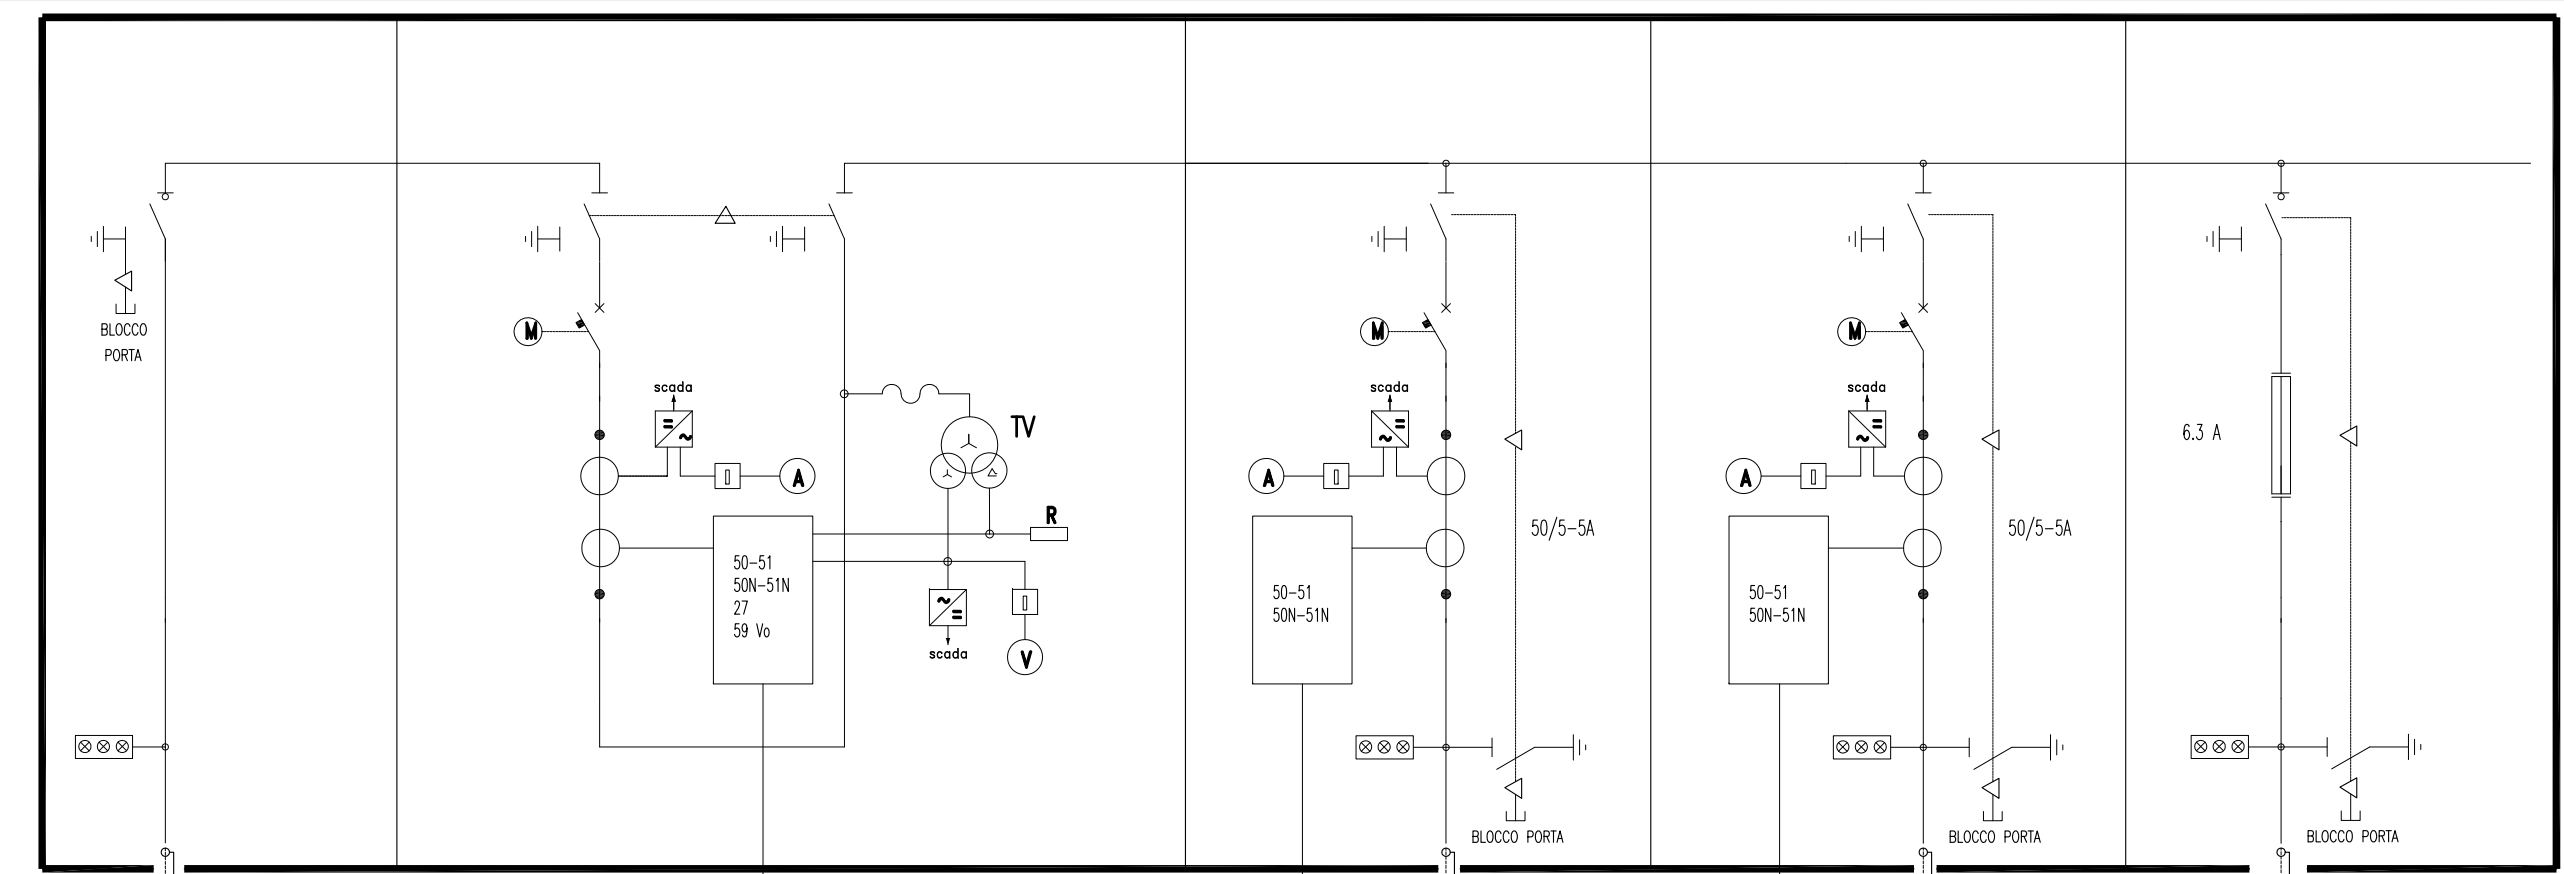 BLOCCO
PORTA
M
scada
A
TV
R
50-51
50N-51N
27
59 Vo
scada
V
M
scada
A
50/5-5A
50-51
50N-51N
BLOCCO PORTA
M
scada
A
50/5-5A
50-51
50N-51N
BLOCCO PORTA
6.3 A
BLOCCO PORTA